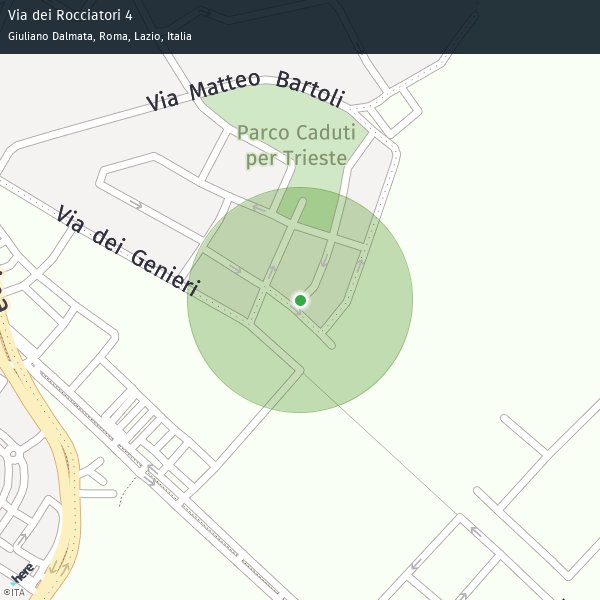 Via dei Rocciatori 4
Giuliano Dalmata, Roma, Lazio, Italia
Via Matteo Bartoli
Parco Caduti
per Trieste
Via dei Genieri
here
©ITA